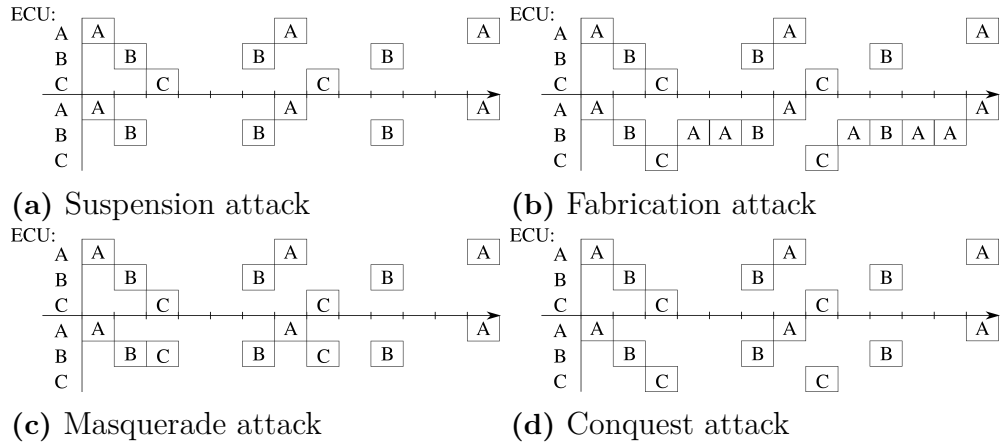 ECU: ECU:
A A A A A A A A
B B B B B B B B
C C C C C C
A A A A A A A
B B B B B B A A B A B A A
C C C C
(a) Suspension attack (b) Fabrication attack
ECU: ECU:
A A A A A A A A
B B B B B B B B
C C C C C C
A A A A A A A A
B B C B C B B B B B
C C C C
(c) Masquerade attack (d) Conquest attack